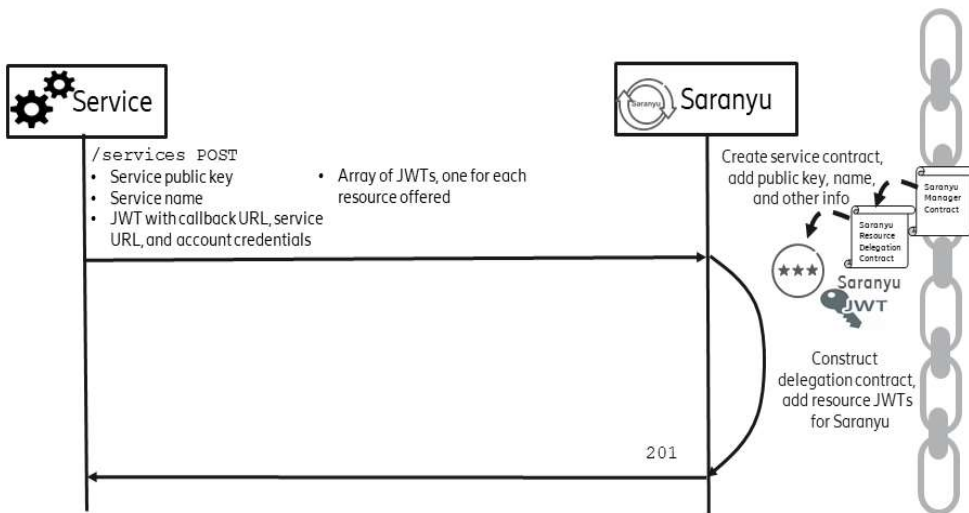 Service
Saranyu
Saranyu
/services POST
• Service public key
• Service name
• JWT with callback URL, service
URL, and account credentials
• Array of JWTs, one for each
resource offered
Create service contract,
add public key, name,
and other info
Saranyu
Manager
Contract
Saranyu
Resource
Delegation
Contract
Saranyu
JWT
Construct
delegation contract,
add resource JWTs
for Saranyu
201